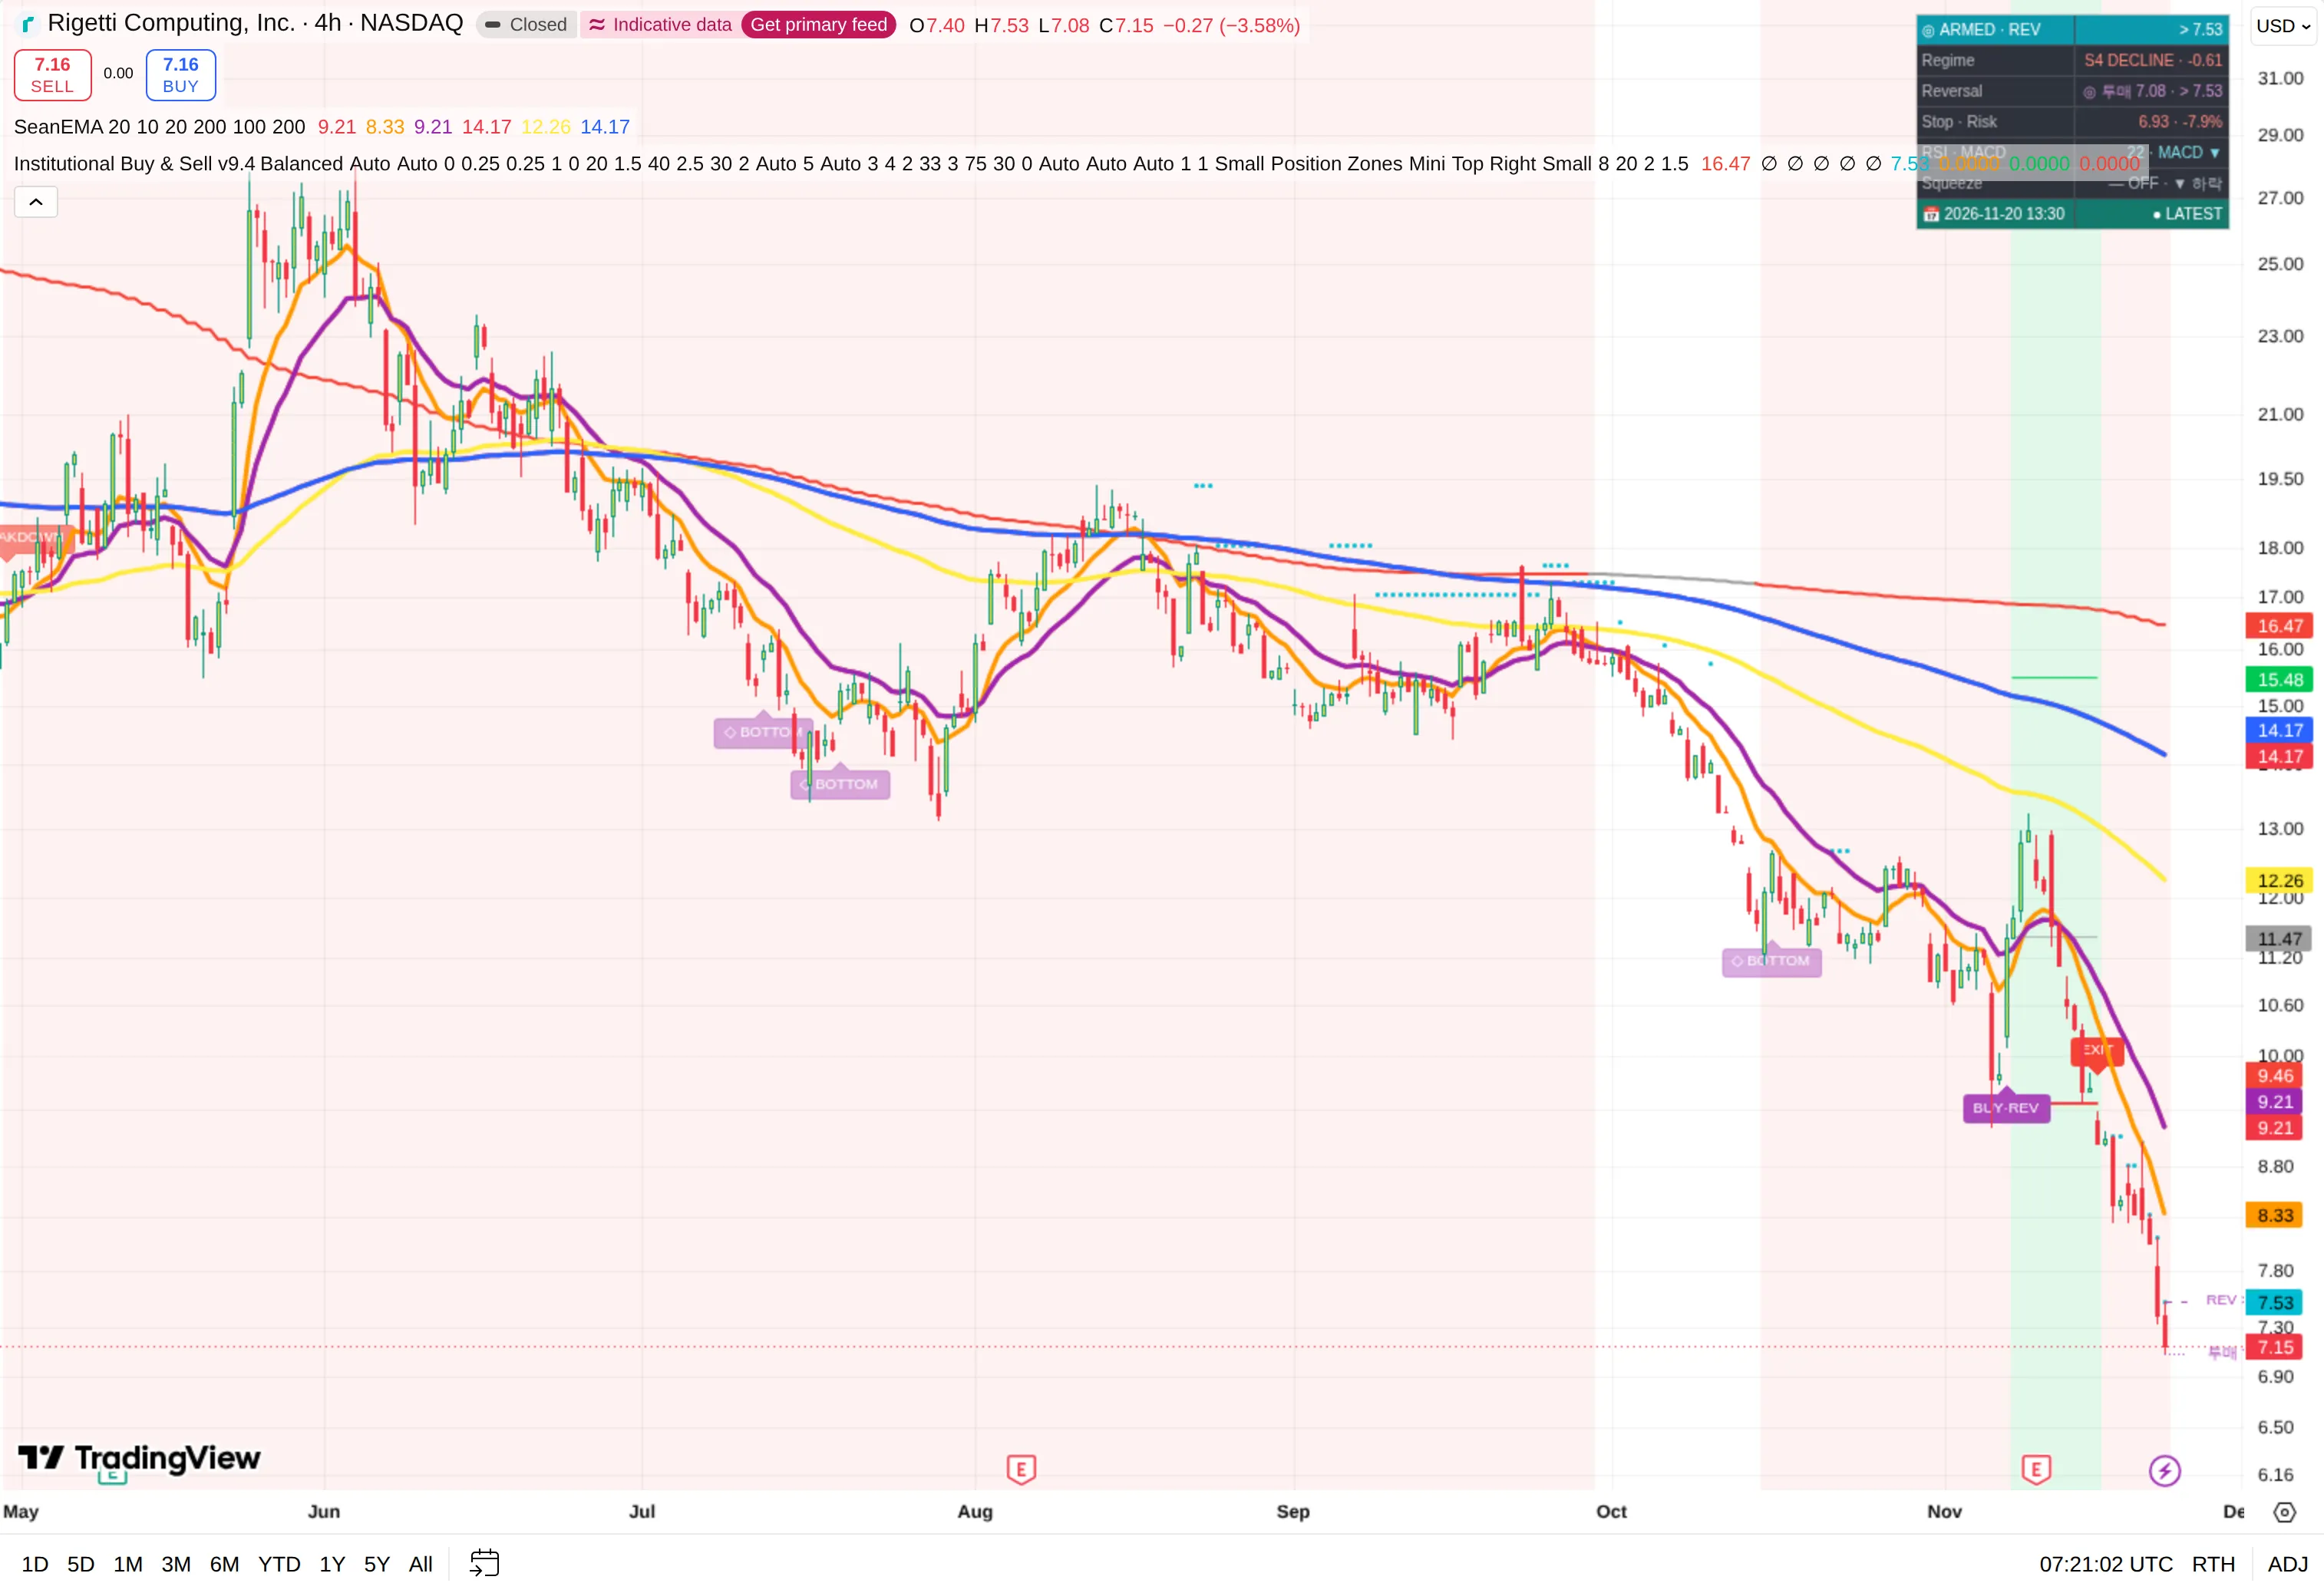 Rigetti Computing, Inc. · 4h · NASDAQ Closed Indicative data Get primary feed O7.40 H7.53 L7.08 C7.15 −0.27 (−3.58%)
7.16 SELL 0.00 7.16 BUY
SeanEMA 20 10 20 200 100 200 9.21 8.33 9.21 14.17 12.26 14.17
Institutional Buy & Sell v9.4 Balanced Auto Auto 0 0.25 0.25 1 0 20 1.5 40 2.5 30 2 Auto 5 Auto 3 4 2 33 3 75 30 0 Auto Auto Auto 1 1 Small Position Zones Mini Top Right Small 8 20 2 1.5 16.47 ∅ ∅ ∅ ∅ ∅ 7.53 0.0000 0.0000 0.0000
◎ ARMED · REV > 7.53
Regime S4 DECLINE · -0.61
Reversal ◎ 투매 7.08 · > 7.53
Stop · Risk 6.93 · -7.9%
RSI · MACD 22 · MACD ▼
Squeeze — OFF · ▼ 하락
2026-11-20 13:30 ● LATEST
USD
31.00
29.00
27.00
25.00
23.00
21.00
19.50
18.00
17.00
16.47
16.00
15.48
15.00
14.17
14.17
13.00
12.26
12.00
11.47
11.20
10.60
10.00
9.46
9.21
9.21
8.80
8.33
7.80
7.53
7.30
7.15
6.90
6.50
6.16
AKDOWN
◇ BOTTOM
◇ BOTTOM
◇ BOTTOM
EXIT
BUY·REV
REV
투매
TradingView
E
E
E
May Jun Jul Aug Sep Oct Nov De
1D 5D 1M 3M 6M YTD 1Y 5Y All 07:21:02 UTC RTH ADJ